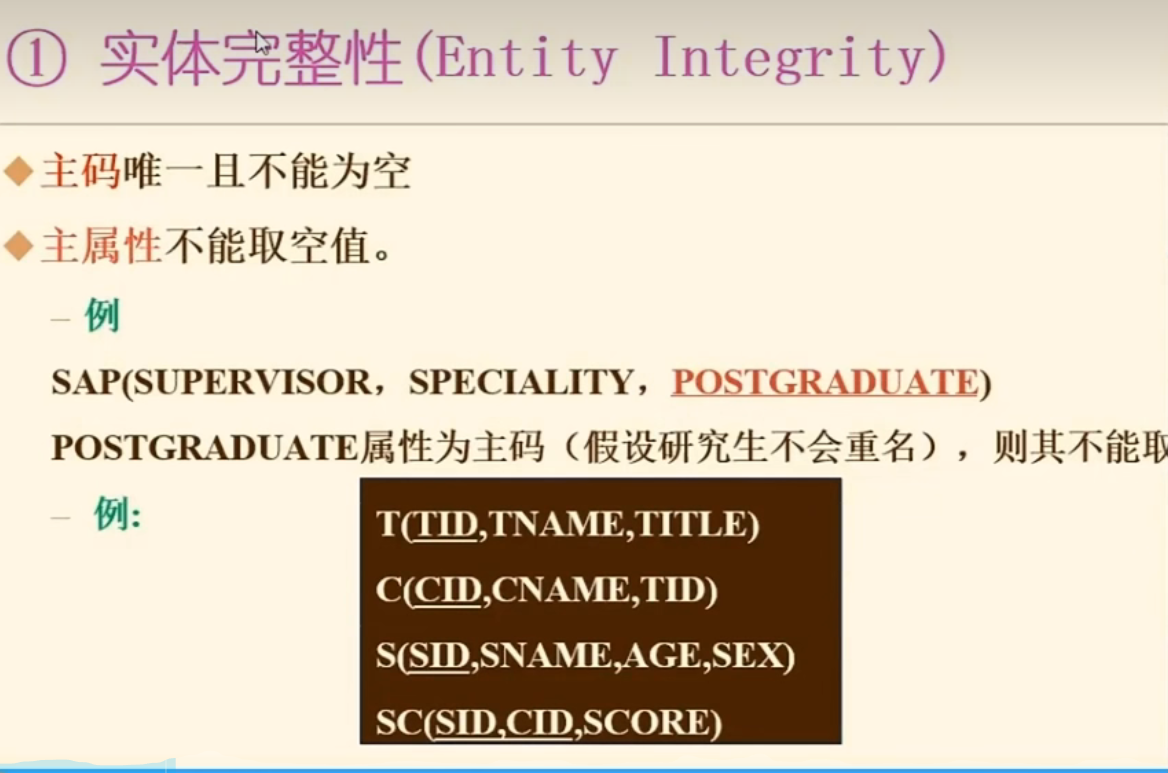 ① 实体完整性(Entity Integrity)
主码唯一且不能为空
主属性不能取空值。
– 例
SAP(SUPERVISOR，SPECIALITY，POSTGRADUATE)
POSTGRADUATE属性为主码（假设研究生不会重名），则其不能取
– 例:
T(TID,TNAME,TITLE)
C(CID,CNAME,TID)
S(SID,SNAME,AGE,SEX)
SC(SID,CID,SCORE)